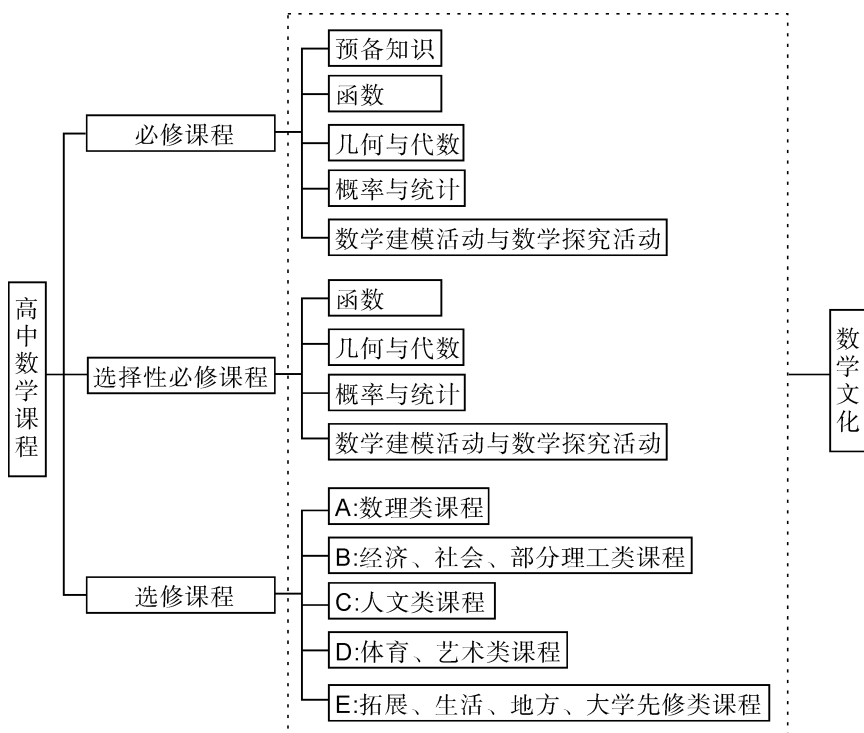 高中数学课程
必修课程
预备知识
函数
几何与代数
概率与统计
数学建模活动与数学探究活动
选择性必修课程
函数
几何与代数
概率与统计
数学建模活动与数学探究活动
选修课程
A:数理类课程
B:经济、社会、部分理工类课程
C:人文类课程
D:体育、艺术类课程
E:拓展、生活、地方、大学先修类课程
数学文化